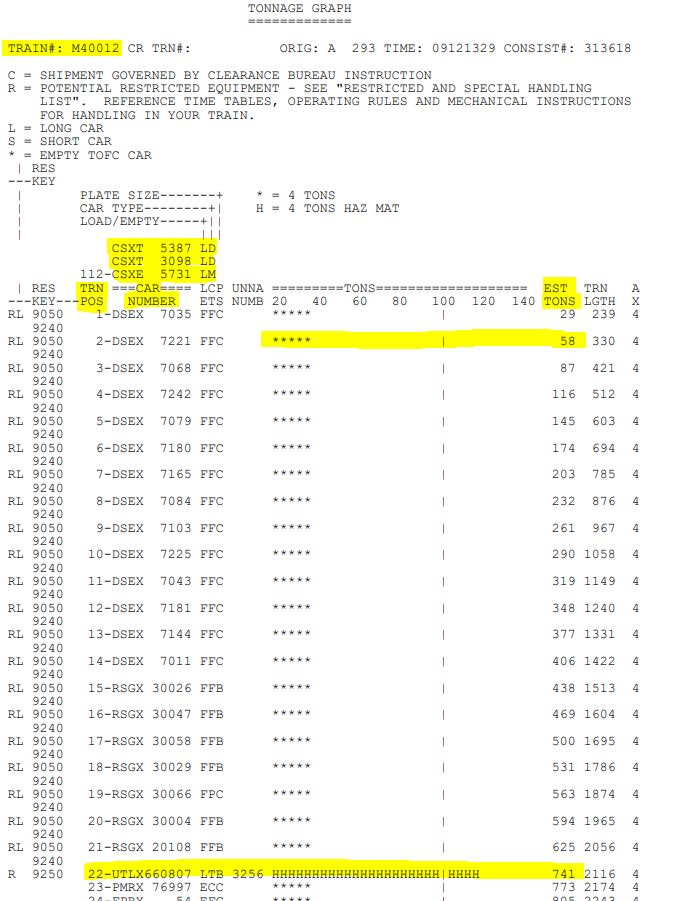 TONNAGE GRAPH
=============
TRAIN#: M40012 CR TRN#: ORIG: A 293 TIME: 09121329 CONSIST#: 313618
C = SHIPMENT GOVERNED BY CLEARANCE BUREAU INSTRUCTION
R = POTENTIAL RESTRICTED EQUIPMENT - SEE "RESTRICTED AND SPECIAL HANDLING
LIST". REFERENCE TIME TABLES, OPERATING RULES AND MECHANICAL INSTRUCTIONS
FOR HANDLING IN YOUR TRAIN.
L = LONG CAR
S = SHORT CAR
* = EMPTY TOFC CAR
| RES
---KEY
| PLATE SIZE-------+ * = 4 TONS
| CAR TYPE--------+| H = 4 TONS HAZ MAT
| LOAD/EMPTY-----+||
| |||
CSXT 5387 LD
CSXT 3098 LD
112-CSXE 5731 LM
| RES TRN ===CAR==== LCP UNNA =========TONS=================== EST TRN A
---KEY---POS NUMBER ETS NUMB 20 40 60 80 100 120 140 TONS LGTH X
RL 9050 1-DSEX 7035 FFC ***** | 29 239 4
9240
RL 9050 2-DSEX 7221 FFC ***** | 58 330 4
9240
RL 9050 3-DSEX 7068 FFC ***** | 87 421 4
9240
RL 9050 4-DSEX 7242 FFC ***** | 116 512 4
9240
RL 9050 5-DSEX 7079 FFC ***** | 145 603 4
9240
RL 9050 6-DSEX 7180 FFC ***** | 174 694 4
9240
RL 9050 7-DSEX 7165 FFC ***** | 203 785 4
9240
RL 9050 8-DSEX 7084 FFC ***** | 232 876 4
9240
RL 9050 9-DSEX 7103 FFC ***** | 261 967 4
9240
RL 9050 10-DSEX 7225 FFC ***** | 290 1058 4
9240
RL 9050 11-DSEX 7043 FFC ***** | 319 1149 4
9240
RL 9050 12-DSEX 7181 FFC ***** | 348 1240 4
9240
RL 9050 13-DSEX 7144 FFC ***** | 377 1331 4
9240
RL 9050 14-DSEX 7011 FFC ***** | 406 1422 4
9240
RL 9050 15-RSGX 30026 FFB ***** | 438 1513 4
9240
RL 9050 16-RSGX 30047 FFB ***** | 469 1604 4
9240
RL 9050 17-RSGX 30058 FFB ***** | 500 1695 4
9240
RL 9050 18-RSGX 30029 FFB ***** | 531 1786 4
9240
RL 9050 19-RSGX 30066 FPC ***** | 563 1874 4
9240
RL 9050 20-RSGX 20004 FFB ***** | 594 1965 4
9240
RL 9050 21-RSGX 20108 FFB ***** | 625 2056 4
9240
R 9250 22-UTLX660807 LTB 3256 HHHHHHHHHHHHHHHHHHHHH|HHHH 741 2116 4
23-PMRX 76997 ECC ***** | 773 2174 4